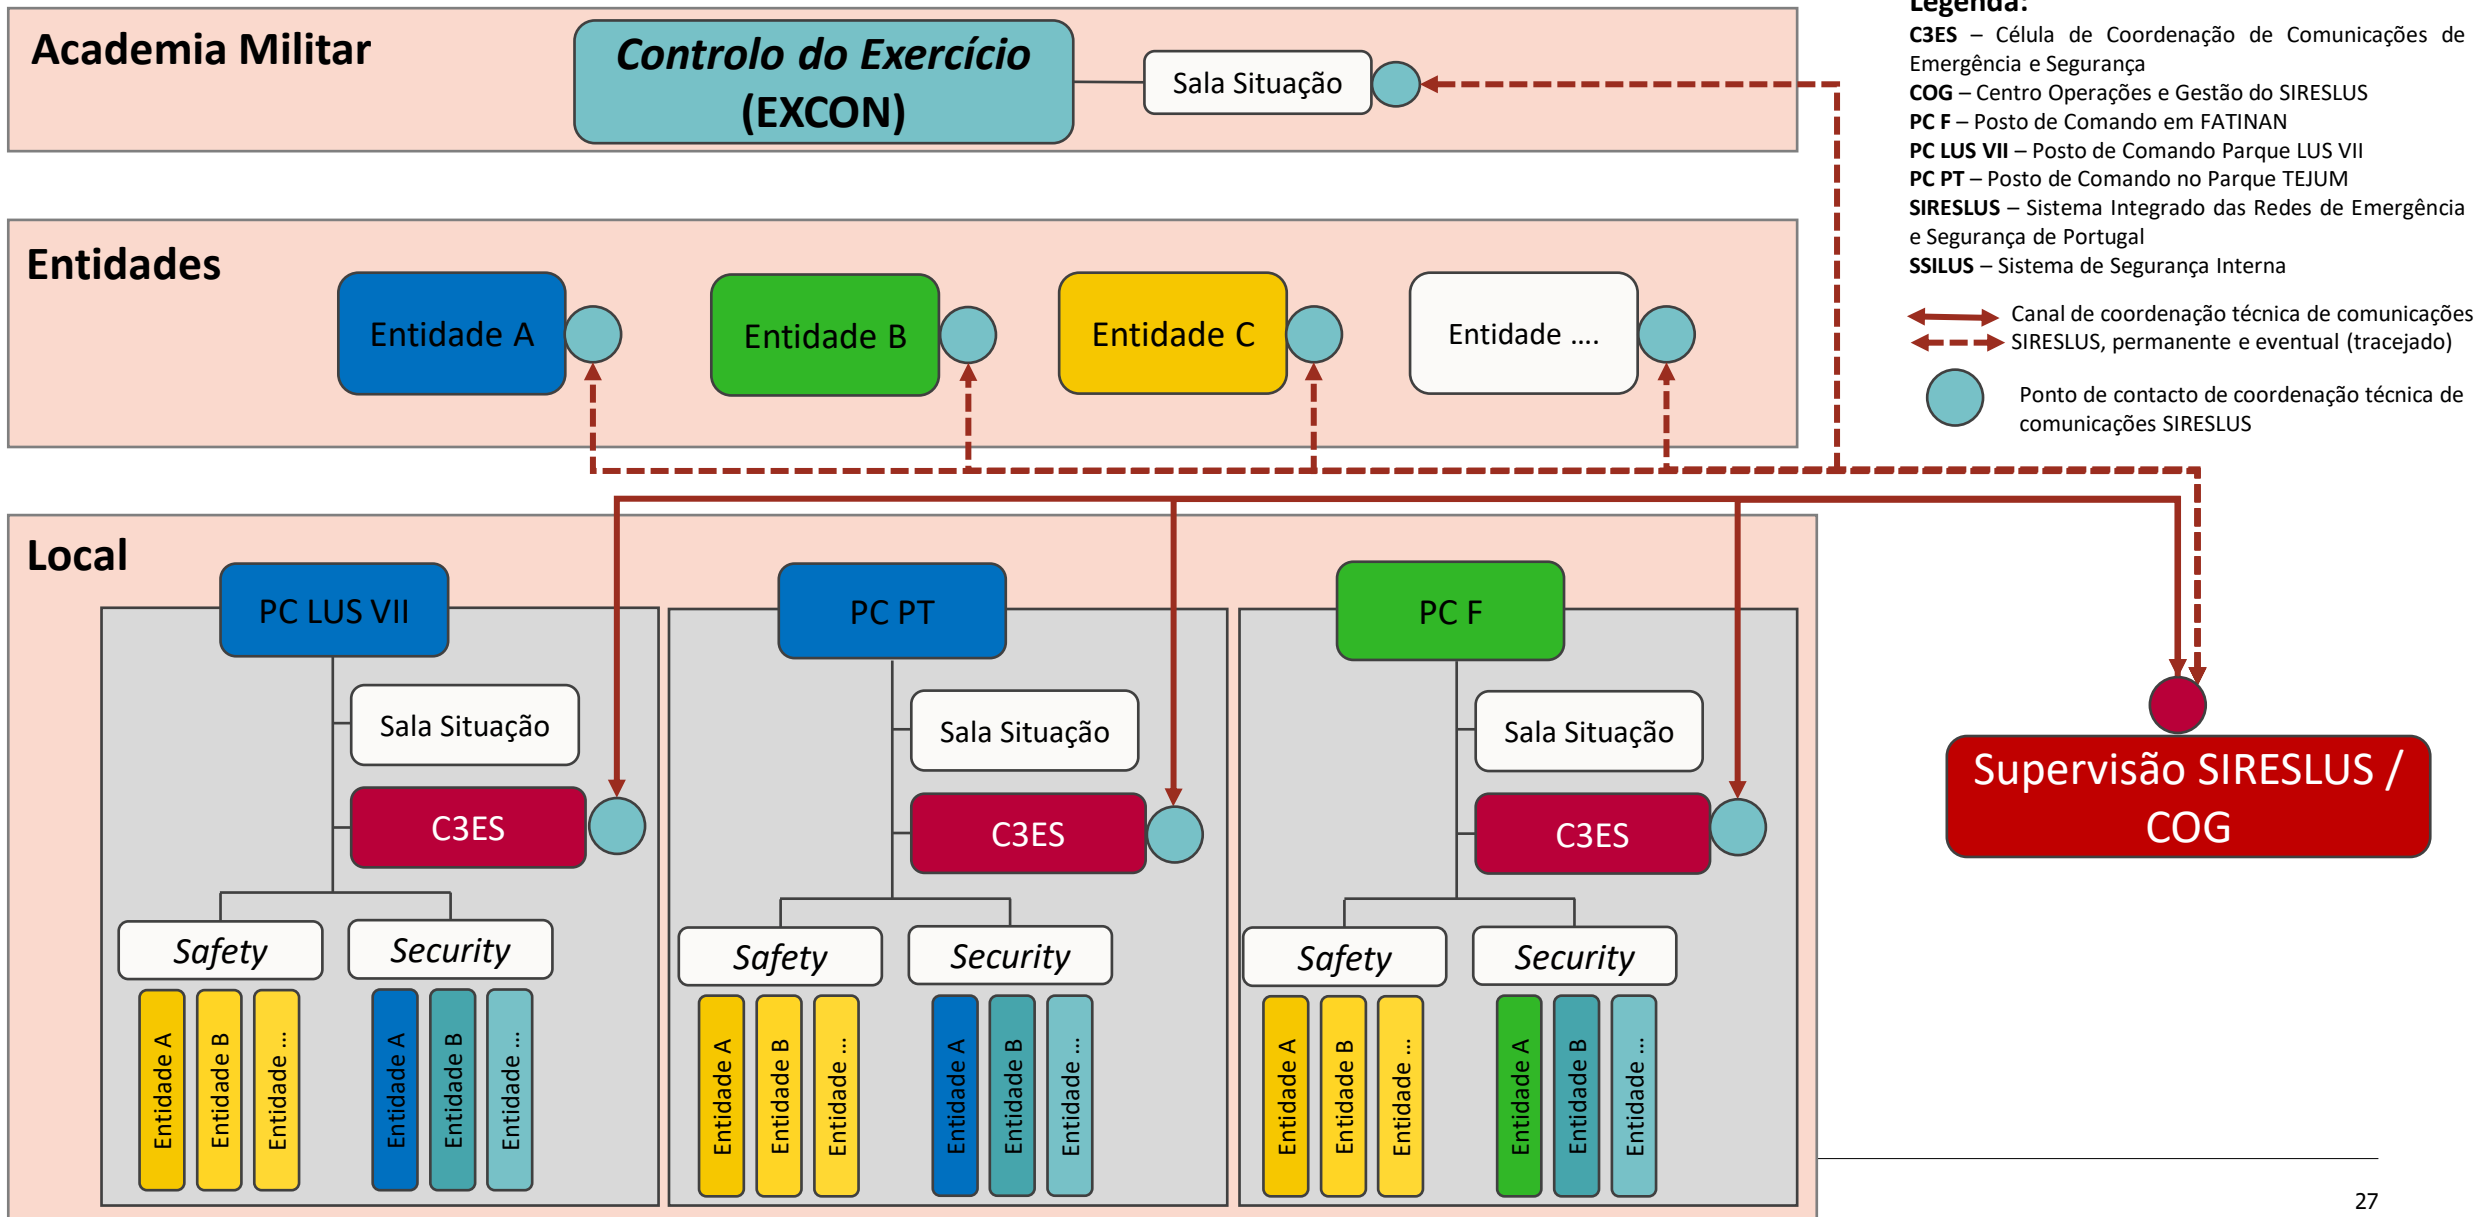 Academia Militar
Controlo do Exercício
(EXCON)
Sala Situação
Legenda:
C3ES – Célula de Coordenação de Comunicações de
Emergência e Segurança
COG – Centro Operações e Gestão do SIRESLUS
PC F – Posto de Comando em FATINAN
PC LUS VII – Posto de Comando Parque LUS VII
PC PT – Posto de Comando no Parque TEJUM
SIRESLUS – Sistema Integrado das Redes de Emergência
e Segurança de Portugal
SSILUS – Sistema de Segurança Interna
Canal de coordenação técnica de comunicações
SIRESLUS, permanente e eventual (tracejado)
Ponto de contacto de coordenação técnica de
comunicações SIRESLUS
Entidades
Entidade A
Entidade B
Entidade C
Entidade ....
Local
PC LUS VII
Sala Situação
C3ES
Safety
Security
Entidade A
Entidade B
Entidade ...
Entidade A
Entidade B
Entidade ...
PC PT
Sala Situação
C3ES
Safety
Security
Entidade A
Entidade B
Entidade ...
Entidade A
Entidade B
Entidade ...
PC F
Sala Situação
C3ES
Safety
Security
Entidade A
Entidade B
Entidade ...
Entidade A
Entidade B
Entidade ...
Supervisão SIRESLUS /
COG
27